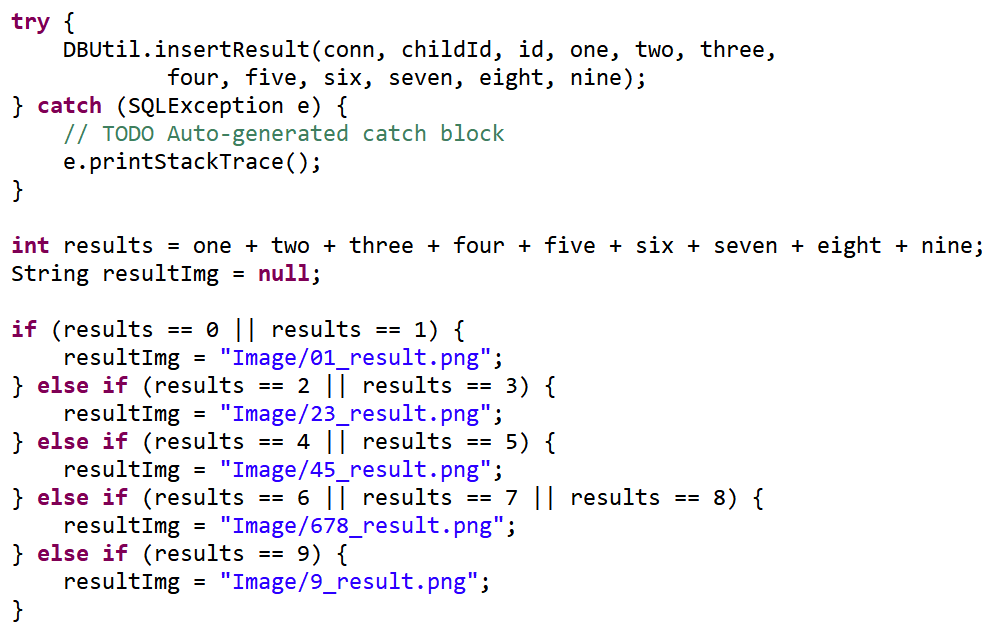 try {
    DBUtil.insertResult(conn, childId, id, one, two, three,
            four, five, six, seven, eight, nine);
} catch (SQLException e) {
    // TODO Auto-generated catch block
    e.printStackTrace();
}

int results = one + two + three + four + five + six + seven + eight + nine;
String resultImg = null;

if (results == 0 || results == 1) {
    resultImg = "Image/01_result.png";
} else if (results == 2 || results == 3) {
    resultImg = "Image/23_result.png";
} else if (results == 4 || results == 5) {
    resultImg = "Image/45_result.png";
} else if (results == 6 || results == 7 || results == 8) {
    resultImg = "Image/678_result.png";
} else if (results == 9) {
    resultImg = "Image/9_result.png";
}